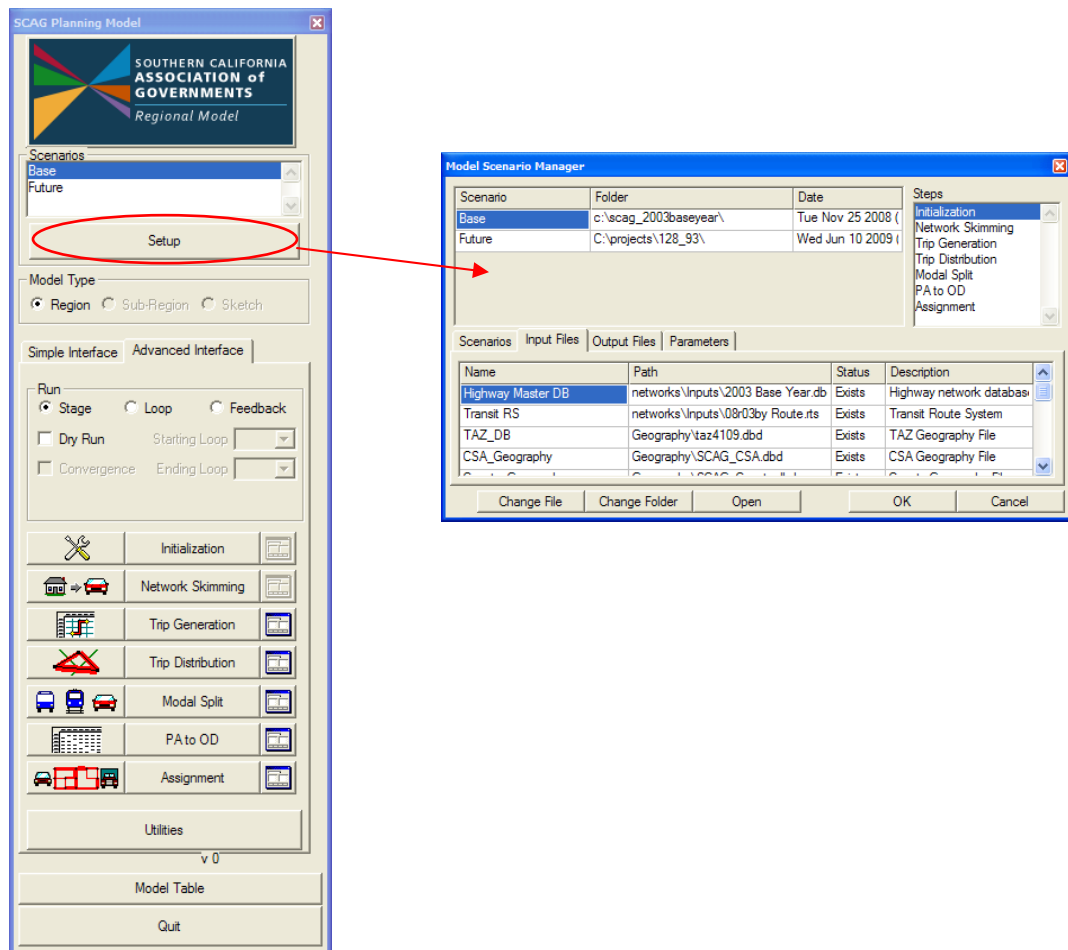 SCAG Planning Model
SOUTHERN CALIFORNIA
ASSOCIATION of
GOVERNMENTS
Regional Model
Scenarios
Base
Future
Setup
Model Type
Region Sub-Region Sketch
Simple Interface Advanced Interface
Run
Stage Loop Feedback
Dry Run Starting Loop
Convergence Ending Loop
Initialization
Network Skimming
Trip Generation
Trip Distribution
Modal Split
PA to OD
Assignment
Utilities
v 0
Model Table
Quit
Model Scenario Manager
Scenario Folder Date
Base c:\scag_2003baseyear\ Tue Nov 25 2008 (
Future C:\projects\128_93\ Wed Jun 10 2009 (
Steps
Initialization
Network Skimming
Trip Generation
Trip Distribution
Modal Split
PA to OD
Assignment
Scenarios Input Files Output Files Parameters
Name Path Status Description
Highway Master DB networks\Inputs\2003 Base Year.db Exists Highway network databas
Transit RS networks\Inputs\08r03by Route.rts Exists Transit Route System
TAZ_DB Geography\taz4109.dbd Exists TAZ Geography File
CSA_Geography Geography\SCAG_CSA.dbd Exists CSA Geography File
Change File Change Folder Open OK Cancel